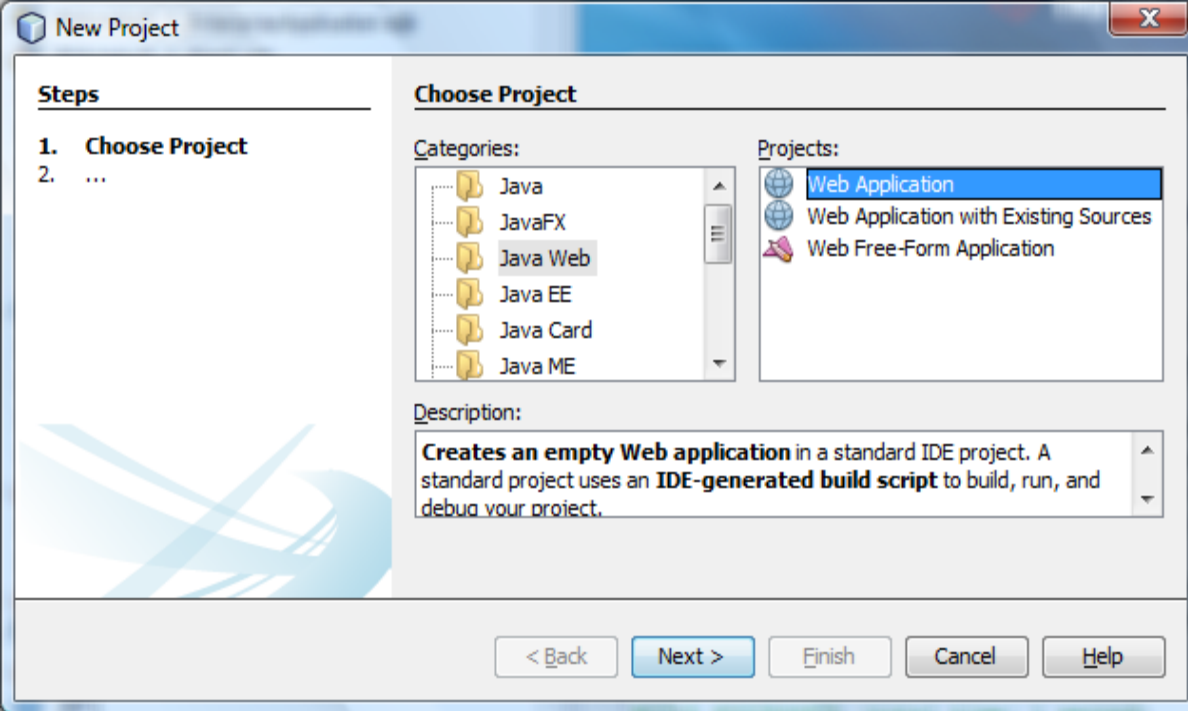 New Project
Steps
1. Choose Project
2. ...
Choose Project
Categories:
Java
JavaFX
Java Web
Java EE
Java Card
Java ME
Projects:
Web Application
Web Application with Existing Sources
Web Free-Form Application
Description:
Creates an empty Web application in a standard IDE project. A
standard project uses an IDE-generated build script to build, run, and
debug your project.
< Back
Next >
Finish
Cancel
Help